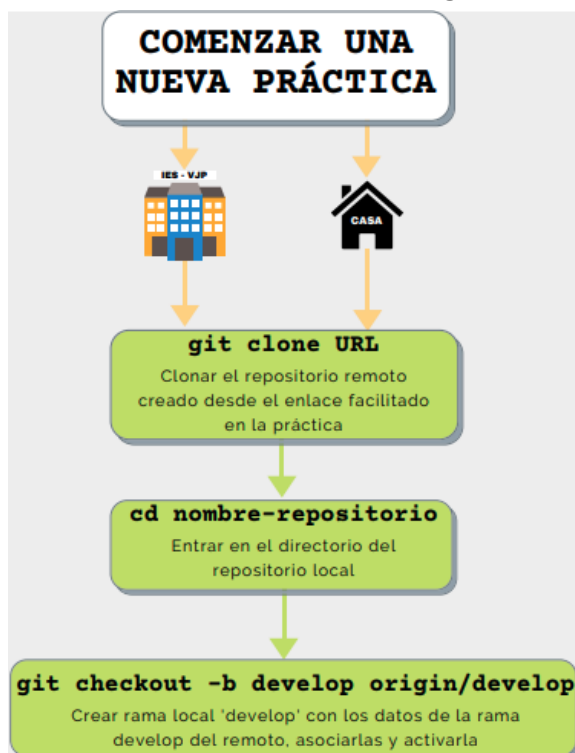 COMENZAR UNA
NUEVA PRÁCTICA
IES - VJP
CASA
git clone URL
Clonar el repositorio remoto
creado desde el enlace facilitado
en la práctica
cd nombre-repositorio
Entrar en el directorio del
repositorio local
git checkout -b develop origin/develop
Crear rama local 'develop' con los datos de la rama
develop del remoto, asociarlas y activarla